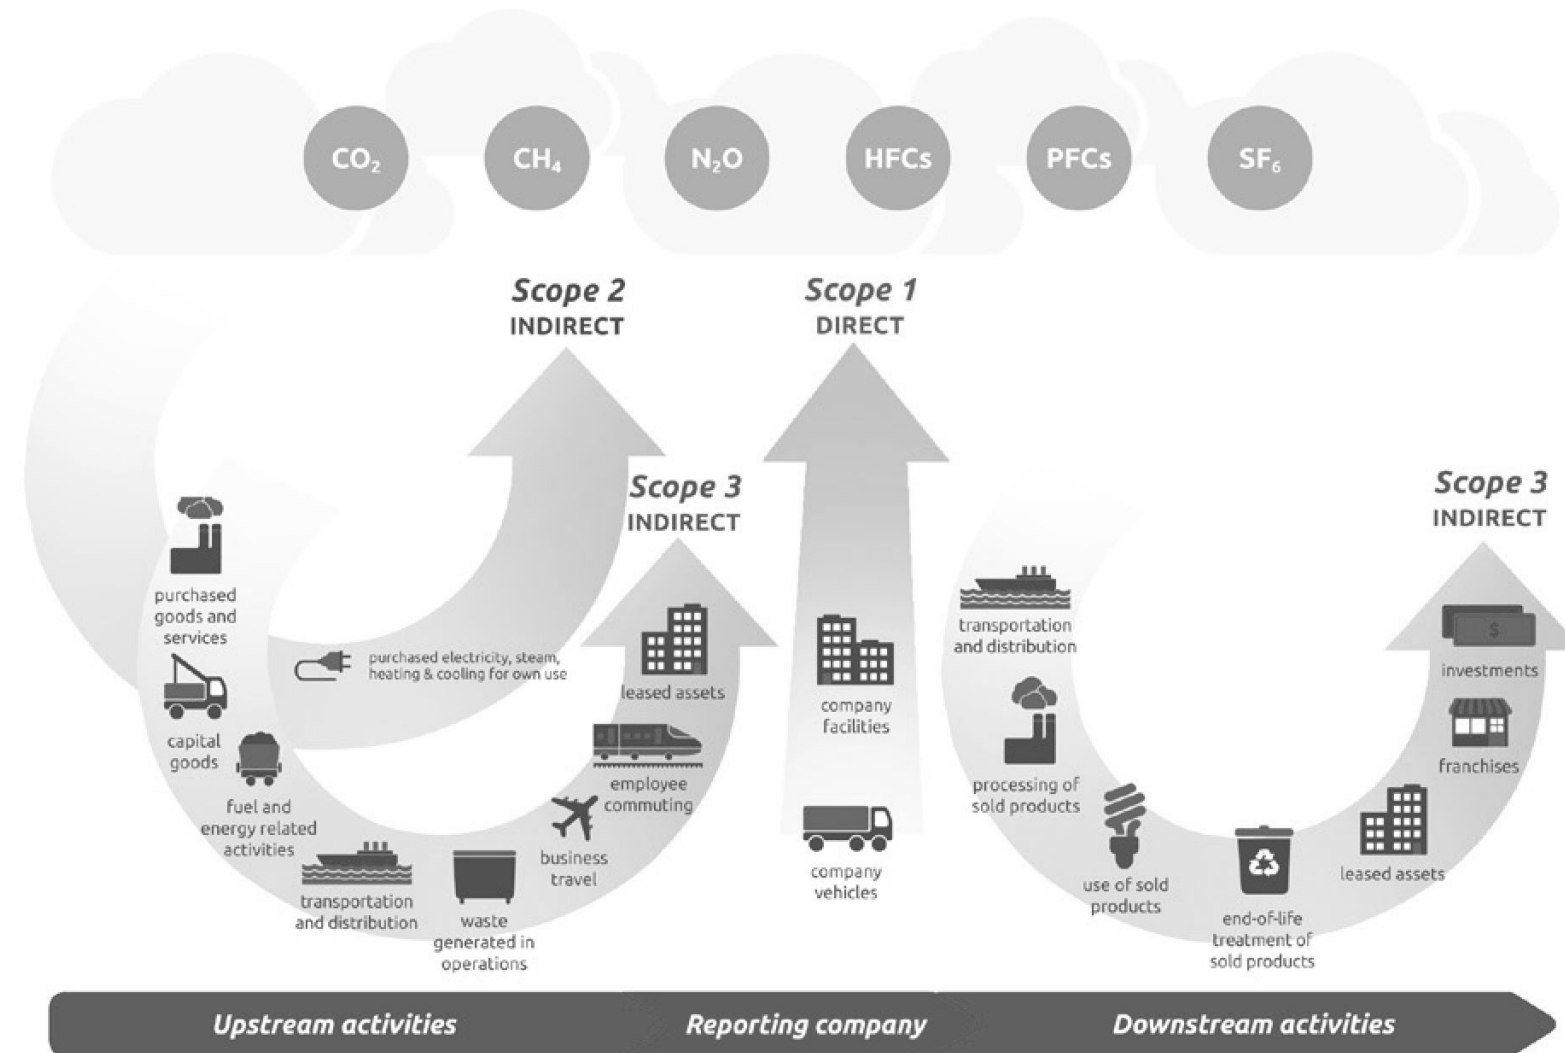 CO₂
CH₄
N₂O
HFCs
PFCs
SF₆
Scope 2
INDIRECT
Scope 1
DIRECT
Scope 3
INDIRECT
Scope 3
INDIRECT
purchased
goods and
services
capital
goods
fuel and
energy related
activities
transportation
and distribution
waste
generated in
operations
business
travel
employee
commuting
leased assets
purchased electricity, steam,
heating & cooling for own use
company
facilities
company
vehicles
transportation
and distribution
processing of
sold products
use of sold
products
end-of-life
treatment of
sold products
leased assets
franchises
investments
$
Upstream activities
Reporting company
Downstream activities